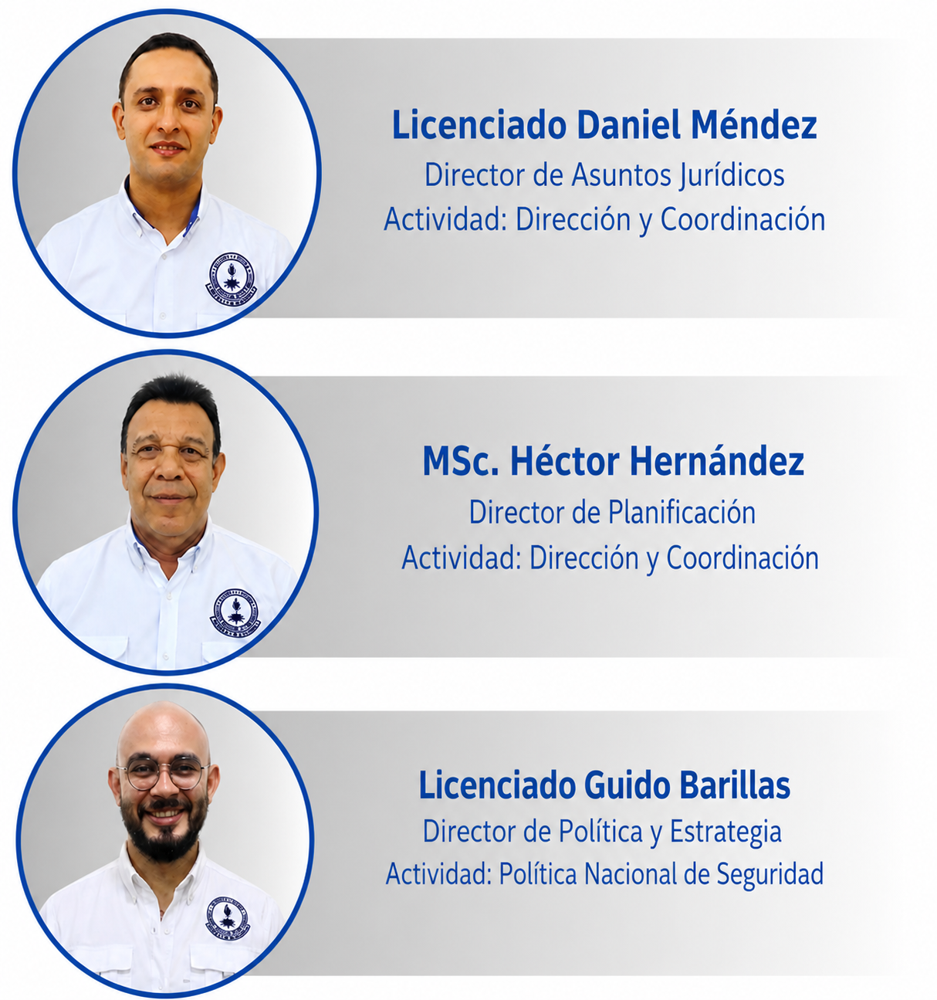 Licenciado Daniel Méndez
Director de Asuntos Jurídicos
Actividad: Dirección y Coordinación
MSc. Héctor Hernández
Director de Planificación
Actividad: Dirección y Coordinación
Licenciado Guido Barillas
Director de Política y Estrategia
Actividad: Política Nacional de Seguridad